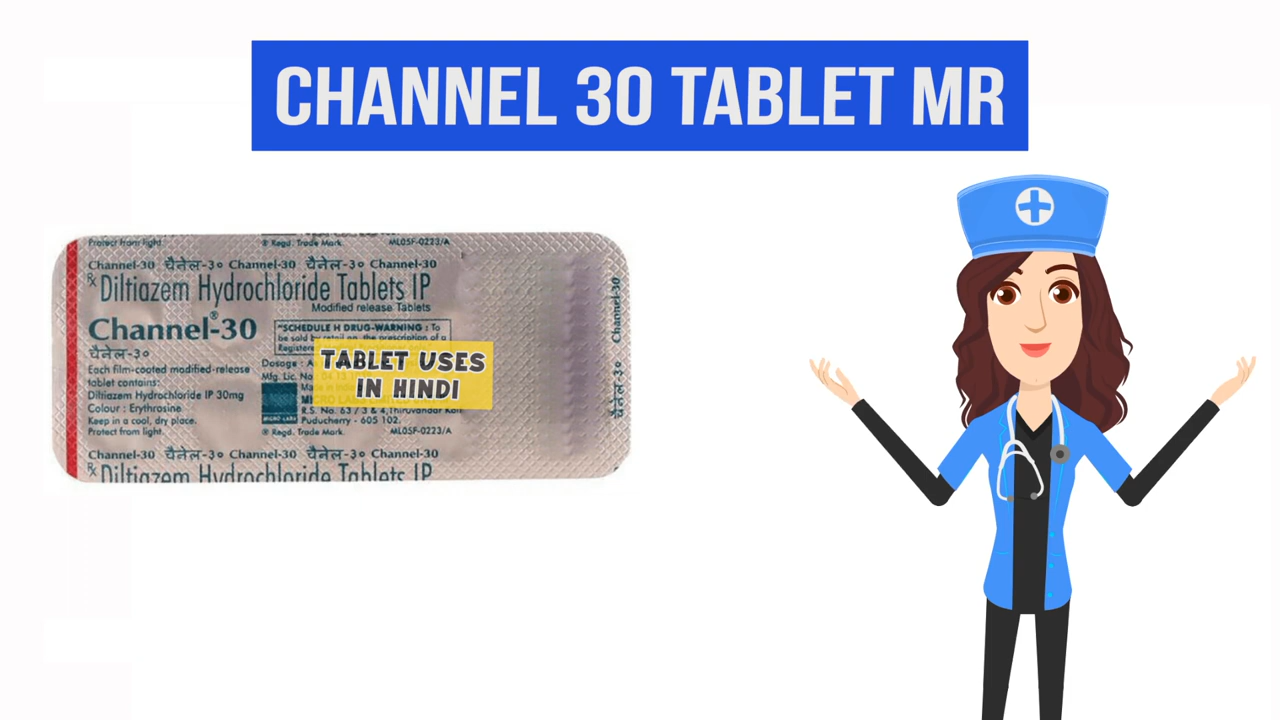 CHANNEL 30 TABLET MR
Protect from light. ® Regd. Trade Mark. ML05F-0223/A
Channel-30 चैनेल-३० Channel-30 चैनेल-३० Channel-30
Rx Diltiazem Hydrochloride Tablets IP
Modified release Tablets
Channel®-30
चैनेल-३०
"SCHEDULE H DRUG-WARNING : To
be sold by retail on the prescription of a
Each film-coated modified-release
tablet contains:
Diltiazem Hydrochloride IP 30mg
Colour : Erythrosine
Keep in a cool, dry place.
Protect from light.
Dosage : A
Mfg. Lic. No
MICRO LABS
R.S. No. 63 / 3 & 4, Thiruvandar Koil
Puducherry - 605 102.
® Regd. Trade Mark. ML05F-0223/A
TABLET USES
IN HINDI
Channel-30 चैनेल-३० Channel-30 चैनेल-३० Channel-30
Rx Diltiazem Hydrochloride Tablets IP
चैनेल-३० Channel-30